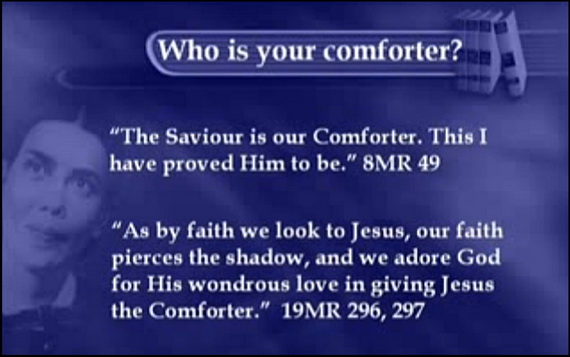 Who is your comforter?
“The Saviour is our Comforter. This I
have proved Him to be.” 8MR 49
“As by faith we look to Jesus, our faith
pierces the shadow, and we adore God
for His wondrous love in giving Jesus
the Comforter.” 19MR 296, 297